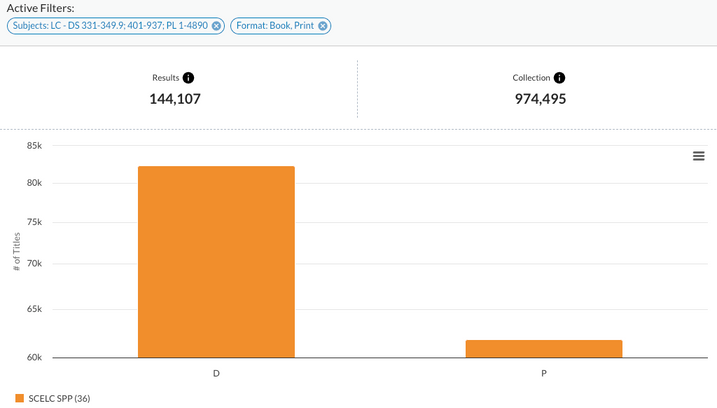 Active Filters:
Subjects: LC - DS 331-349.9; 401-937; PL 1-4890 Format: Book, Print
Results Collection
144,107 974,495
85k
80k
75k
70k
65k
60k
# of Titles
D P
SCELC SPP (36)